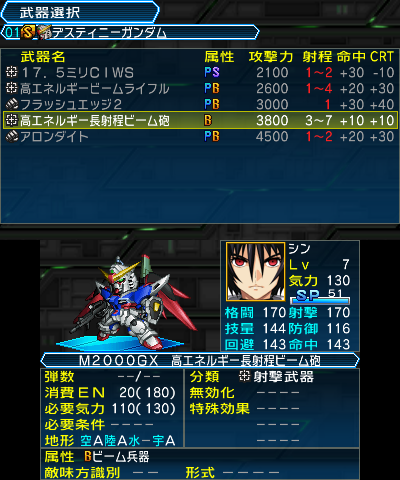 武器選択
01 S デスティニーガンダム
武器名 属性 攻撃力 射程 命中 CRT
17.5ミリCIWS PS 2100 1~2 +30 -10
高エネルギービームライフル PB 2600 1~4 +20 +30
フラッシュエッジ2 PB 3000 1 +30 +40
高エネルギー長射程ビーム砲 B 3800 3~7 +10 +10
アロンダイト PB 4500 1~2 +20 +30
シン
Lv 7
気力 130
SP 51
格闘 170 射撃 170
技量 144 防御 116
回避 143 命中 143
M2000GX 高エネルギー長射程ビーム砲
弾数 --/-- 分類 射撃武器
消費EN 20(180) 無効化 ----
必要気力 110(130) 特殊効果 ----
必要条件 ---- ----
地形 空A陸A水-宙A ----
属性 Bビーム兵器
敵味方識別 -- 形式 ----